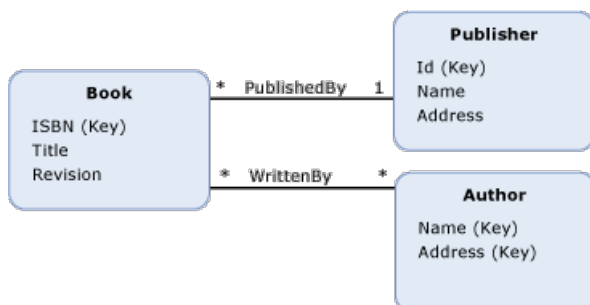 Book
ISBN (Key)
Title
Revision
* PublishedBy 1
* WrittenBy *
Publisher
Id (Key)
Name
Address
Author
Name (Key)
Address (Key)